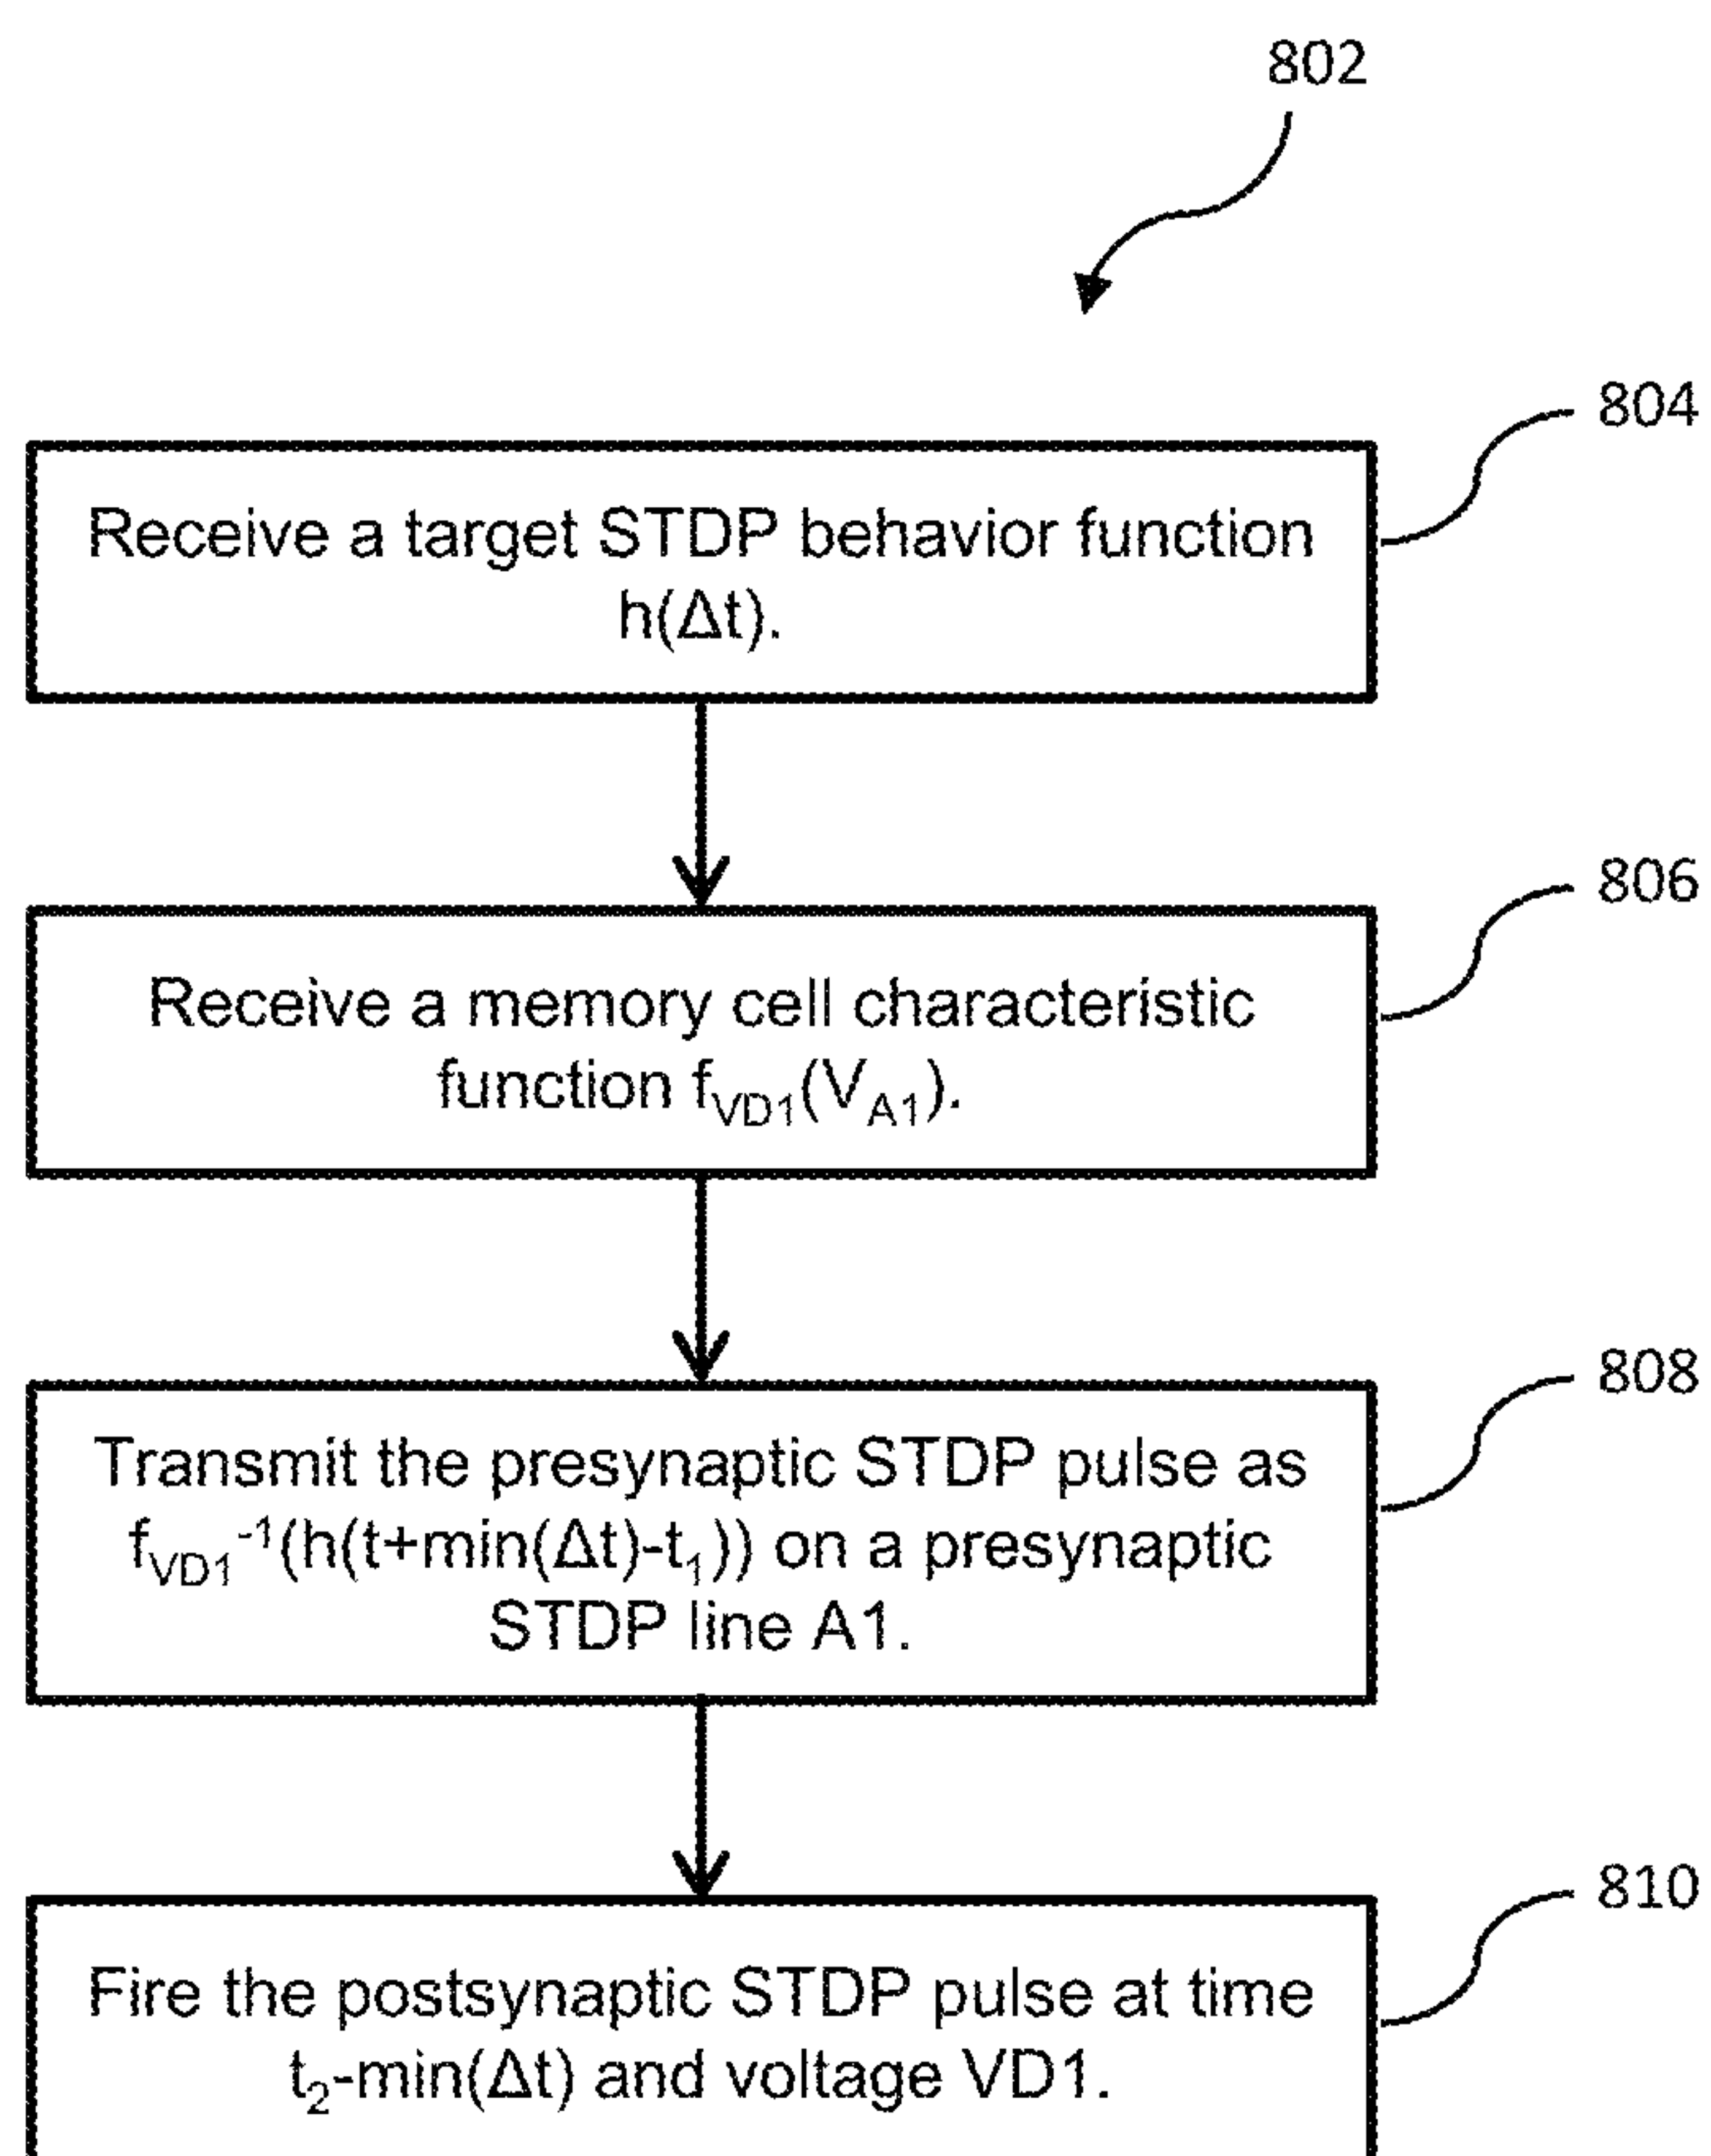 802
804
Receive a target STDP behavior function
h(Δt).
806
Receive a memory cell characteristic
function fVD1(VA1).
808
Transmit the presynaptic STDP pulse as
fVD1⁻¹(h(t+min(Δt)-t₁)) on a presynaptic
STDP line A1.
810
Fire the postsynaptic STDP pulse at time
t₂-min(Δt) and voltage VD1.